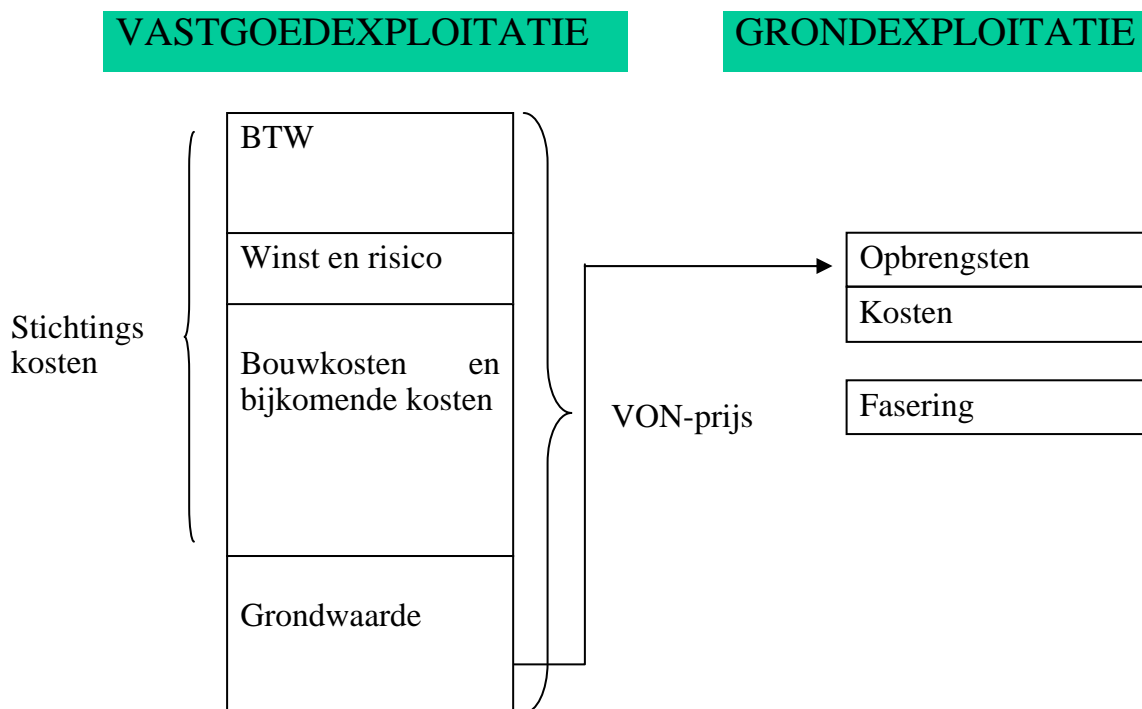 VASTGOEDEXPLOITATIE
GRONDEXPLOITATIE
BTW
Winst en risico
Stichtings
kosten
Bouwkosten en
bijkomende kosten
Grondwaarde
VON-prijs
Opbrengsten
Kosten
Fasering